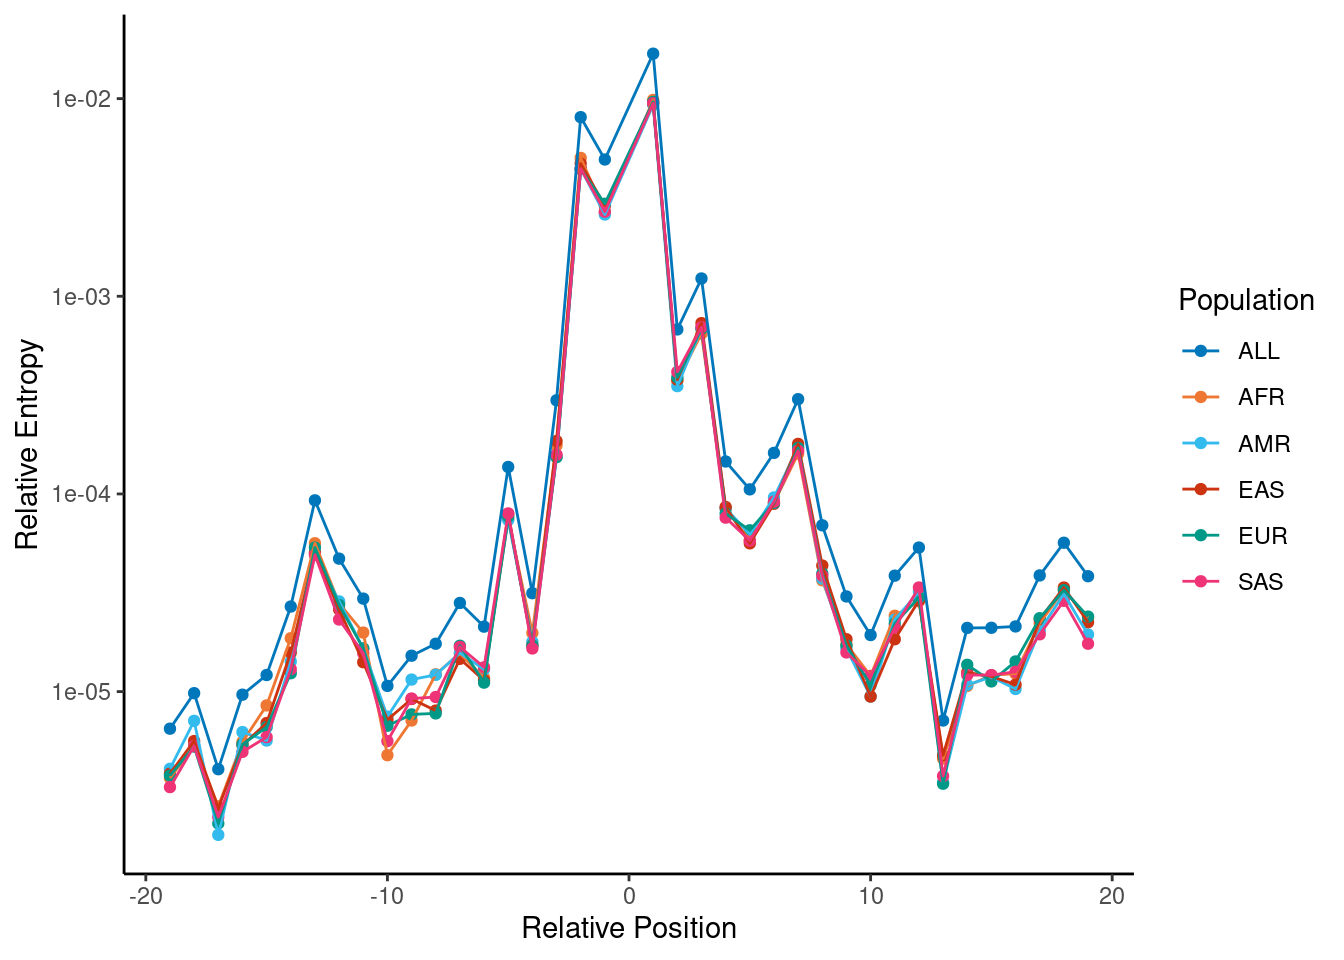 1e-02
1e-03
1e-04
1e-05
Relative Entropy
-20
-10
0
10
20
Relative Position
Population
ALL
AFR
AMR
EAS
EUR
SAS